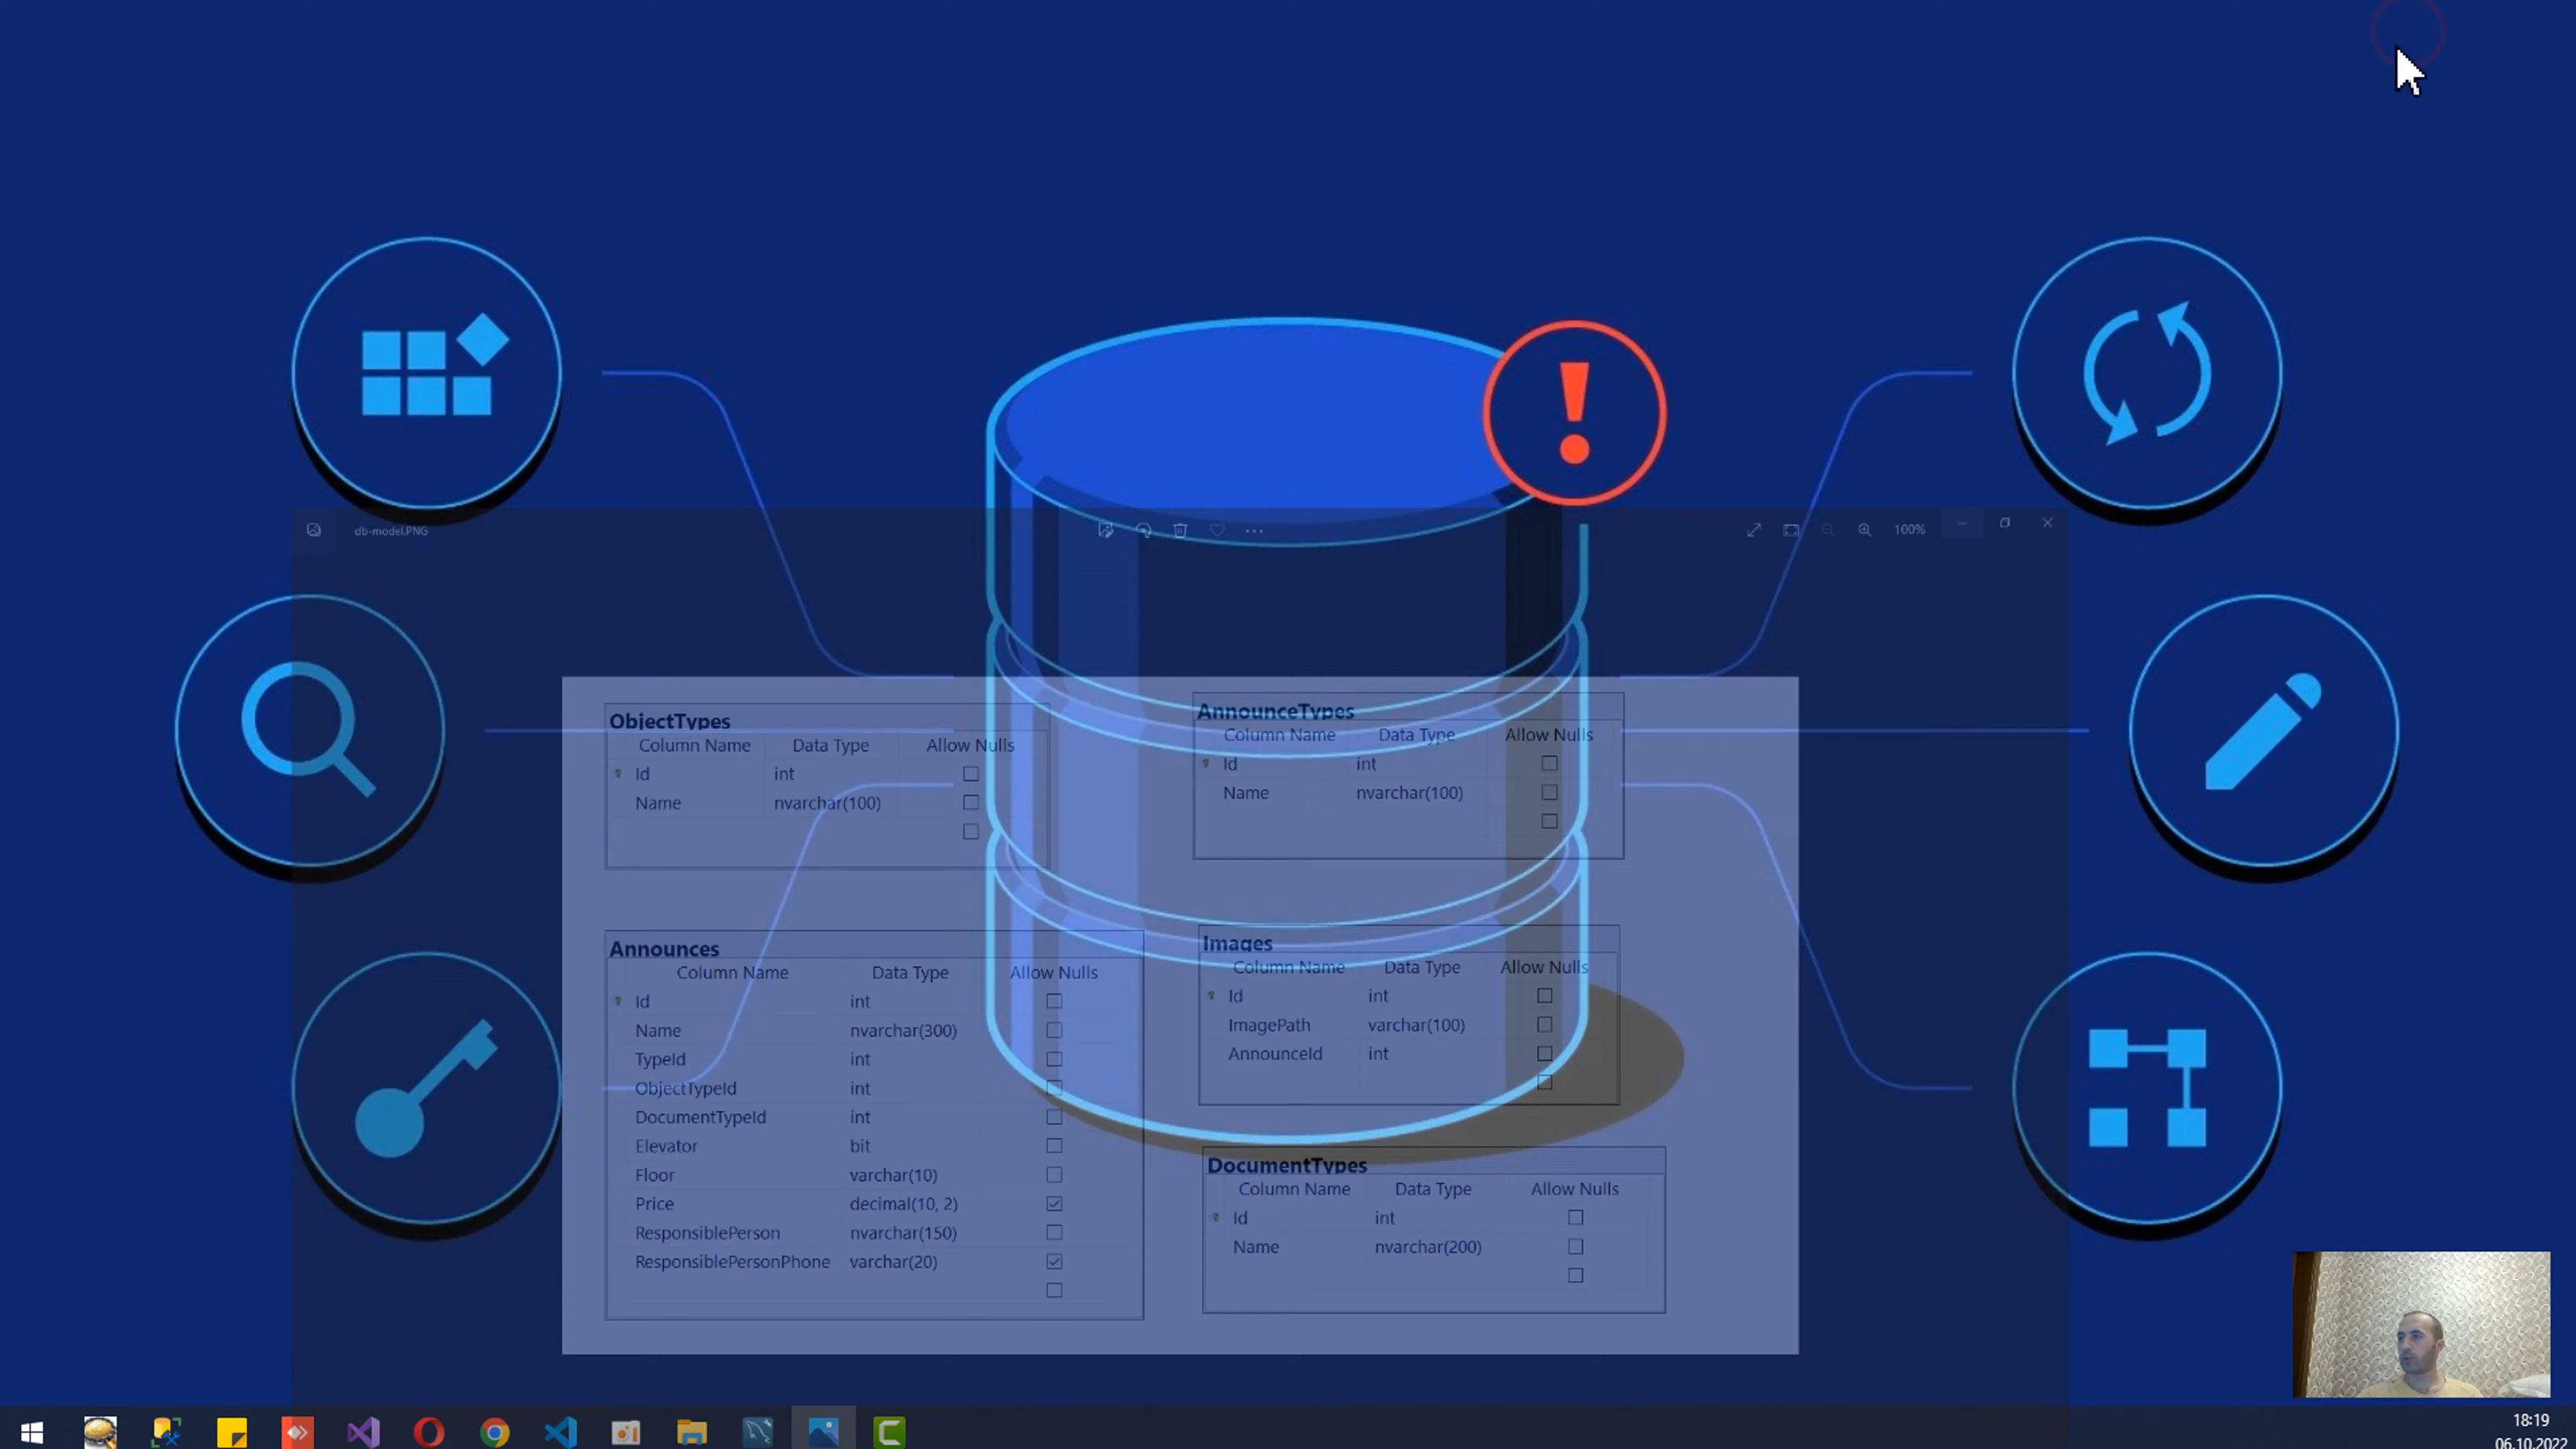 db-model.PNG
100%
ObjectTypes
Column Name Data Type Allow Nulls
Id int
Name nvarchar(100)
AnnounceTypes
Column Name Data Type Allow Nulls
Id int
Name nvarchar(100)
Announces
Column Name Data Type Allow Nulls
Id int
Name nvarchar(300)
TypeId int
ObjectTypeId int
DocumentTypeId int
Elevator bit
Floor varchar(10)
Price decimal(10, 2)
ResponsiblePerson nvarchar(150)
ResponsiblePersonPhone varchar(20)
Images
Column Name Data Type Allow Nulls
Id int
ImagePath varchar(100)
AnnounceId int
DocumentTypes
Column Name Data Type Allow Nulls
Id int
Name nvarchar(200)
18:19
06.10.2022